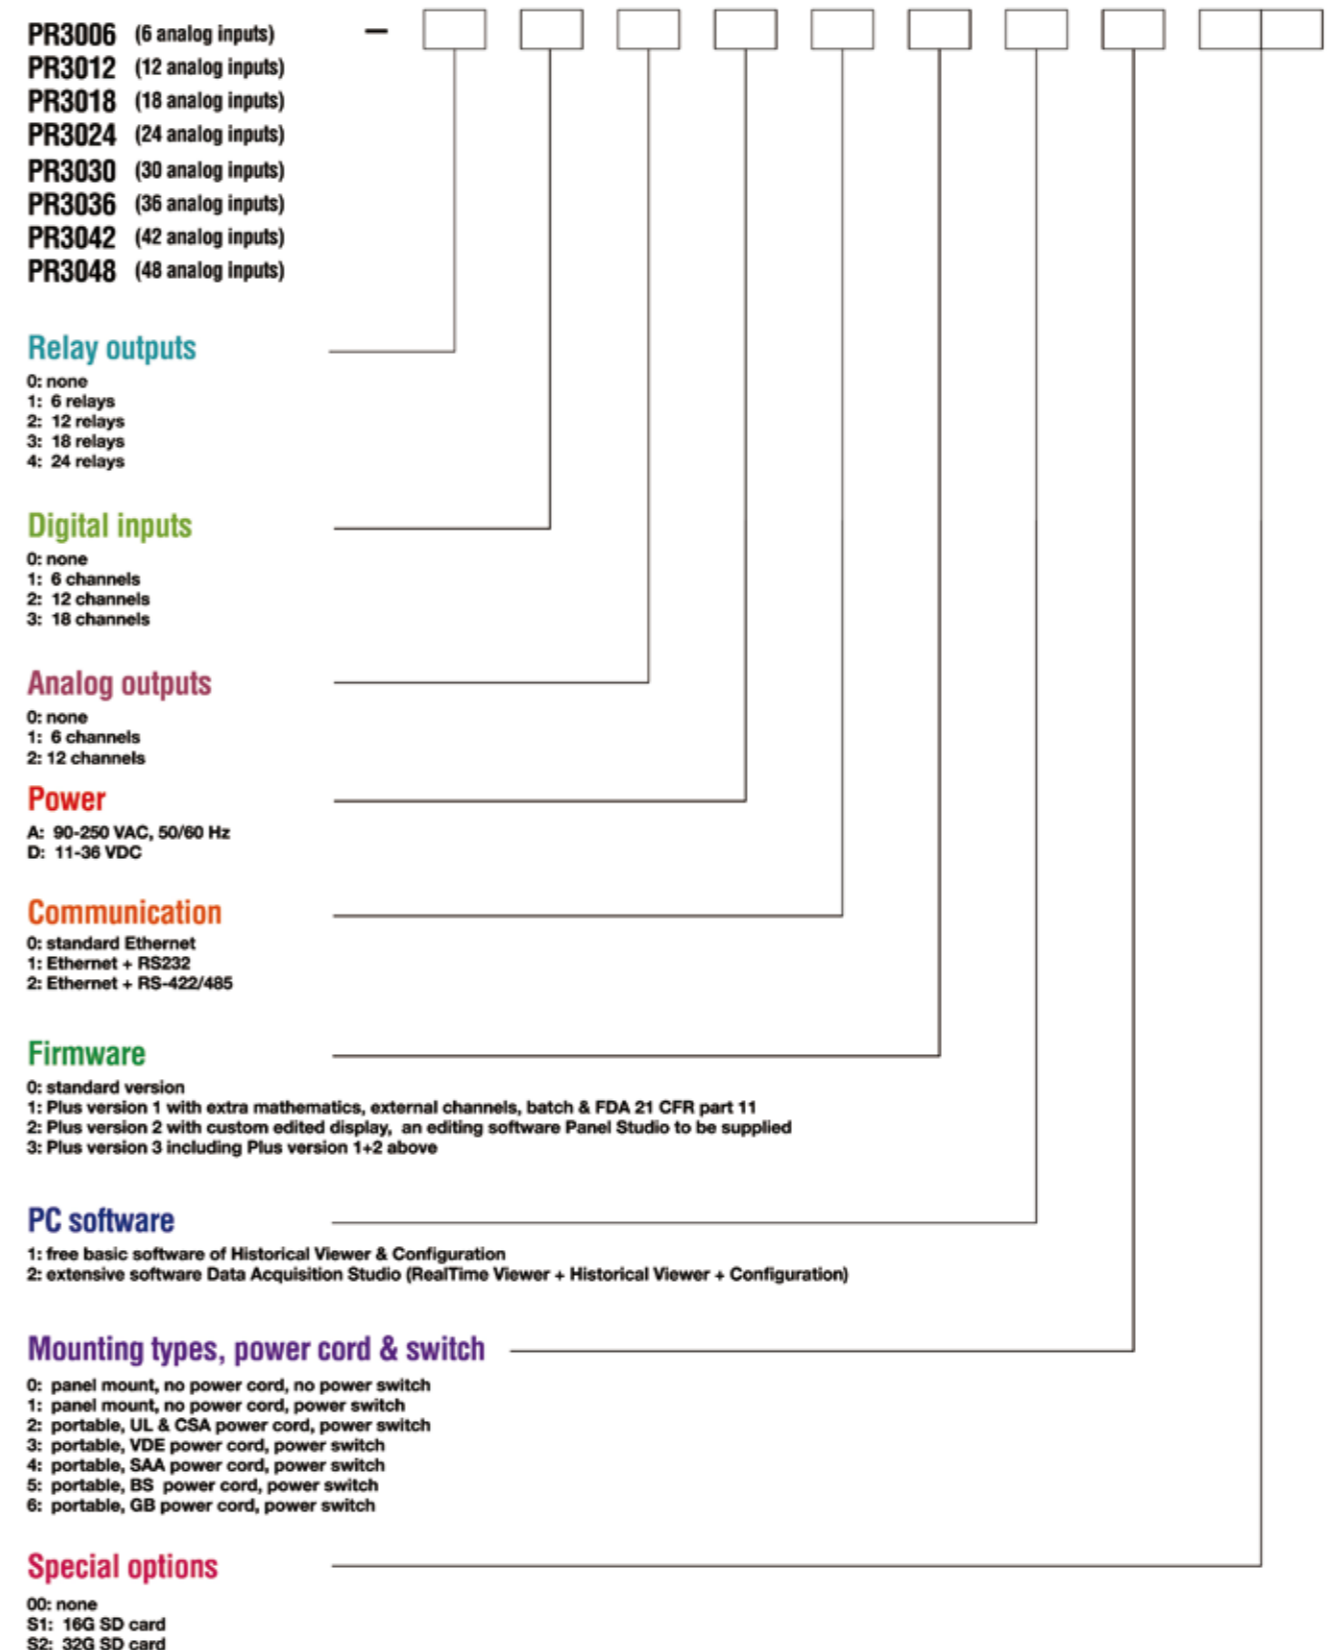 PR3006 (6 analog inputs) –
PR3012 (12 analog inputs)
PR3018 (18 analog inputs)
PR3024 (24 analog inputs)
PR3030 (30 analog inputs)
PR3036 (36 analog inputs)
PR3042 (42 analog inputs)
PR3048 (48 analog inputs)
Relay outputs
0: none
1: 6 relays
2: 12 relays
3: 18 relays
4: 24 relays
Digital inputs
0: none
1: 6 channels
2: 12 channels
3: 18 channels
Analog outputs
0: none
1: 6 channels
2: 12 channels
Power
A: 90-250 VAC, 50/60 Hz
D: 11-36 VDC
Communication
0: standard Ethernet
1: Ethernet + RS232
2: Ethernet + RS-422/485
Firmware
0: standard version
1: Plus version 1 with extra mathematics, external channels, batch & FDA 21 CFR part 11
2: Plus version 2 with custom edited display, an editing software Panel Studio to be supplied
3: Plus version 3 including Plus version 1+2 above
PC software
1: free basic software of Historical Viewer & Configuration
2: extensive software Data Acquisition Studio (RealTime Viewer + Historical Viewer + Configuration)
Mounting types, power cord & switch
0: panel mount, no power cord, no power switch
1: panel mount, no power cord, power switch
2: portable, UL & CSA power cord, power switch
3: portable, VDE power cord, power switch
4: portable, SAA power cord, power switch
5: portable, BS power cord, power switch
6: portable, GB power cord, power switch
Special options
00: none
S1: 16G SD card
S2: 32G SD card